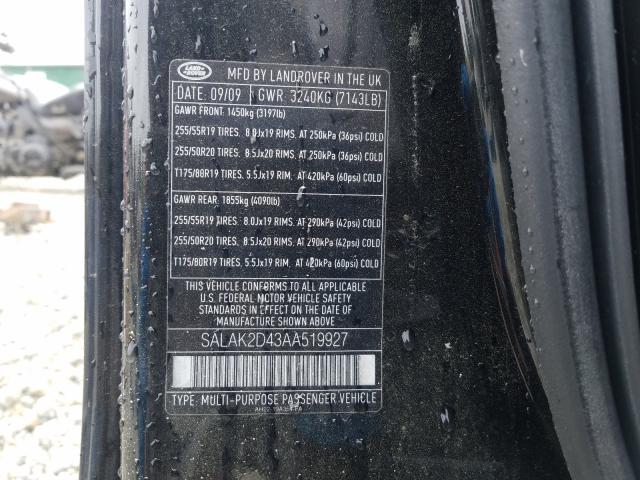 LAND ROVER
MFD BY LANDROVER IN THE UK
DATE: 09/09 GWR: 3240KG (7143LB)
GAWR FRONT: 1450kg (3197lb)
255/55R19 TIRES. 8.0Jx19 RIMS. AT 250kPa (36psi) COLD
255/50R20 TIRES. 8.5Jx20 RIMS. AT 250kPa (36psi) COLD
T175/80R19 TIRES. 5.5Jx19 RIM. AT 420kPa (60psi) COLD
GAWR REAR: 1855kg (4090lb)
255/55R19 TIRES. 8.0Jx19 RIMS. AT 290kPa (42psi) COLD
255/50R20 TIRES. 8.5Jx20 RIMS. AT 290kPa (42psi) COLD
T175/80R19 TIRES. 5.5Jx19 RIM. AT 420kPa (60psi) COLD
THIS VEHICLE CONFORMS TO ALL APPLICABLE
U.S. FEDERAL MOTOR VEHICLE SAFETY
STANDARDS IN EFFECT ON THE DATE OF
MANUFACTURE SHOWN ABOVE
SALAK2D43AA519927
TYPE: MULTI-PURPOSE PASSENGER VEHICLE